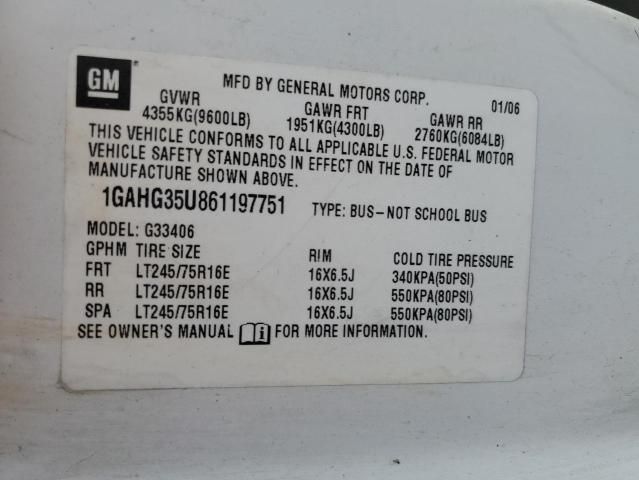 GM
MFD BY GENERAL MOTORS CORP. 01/06
GVWR GAWR FRT GAWR RR
4355KG(9600LB) 1951KG(4300LB) 2760KG(6084LB)
THIS VEHICLE CONFORMS TO ALL APPLICABLE U.S. FEDERAL MOTOR
VEHICLE SAFETY STANDARDS IN EFFECT ON THE DATE OF
MANUFACTURE SHOWN ABOVE.
1GAHG35U861197751 TYPE: BUS-NOT SCHOOL BUS
MODEL: G33406
GPHM TIRE SIZE RIM COLD TIRE PRESSURE
FRT LT245/75R16E 16X6.5J 340KPA(50PSI)
RR LT245/75R16E 16X6.5J 550KPA(80PSI)
SPA LT245/75R16E 16X6.5J 550KPA(80PSI)
SEE OWNER'S MANUAL i FOR MORE INFORMATION.